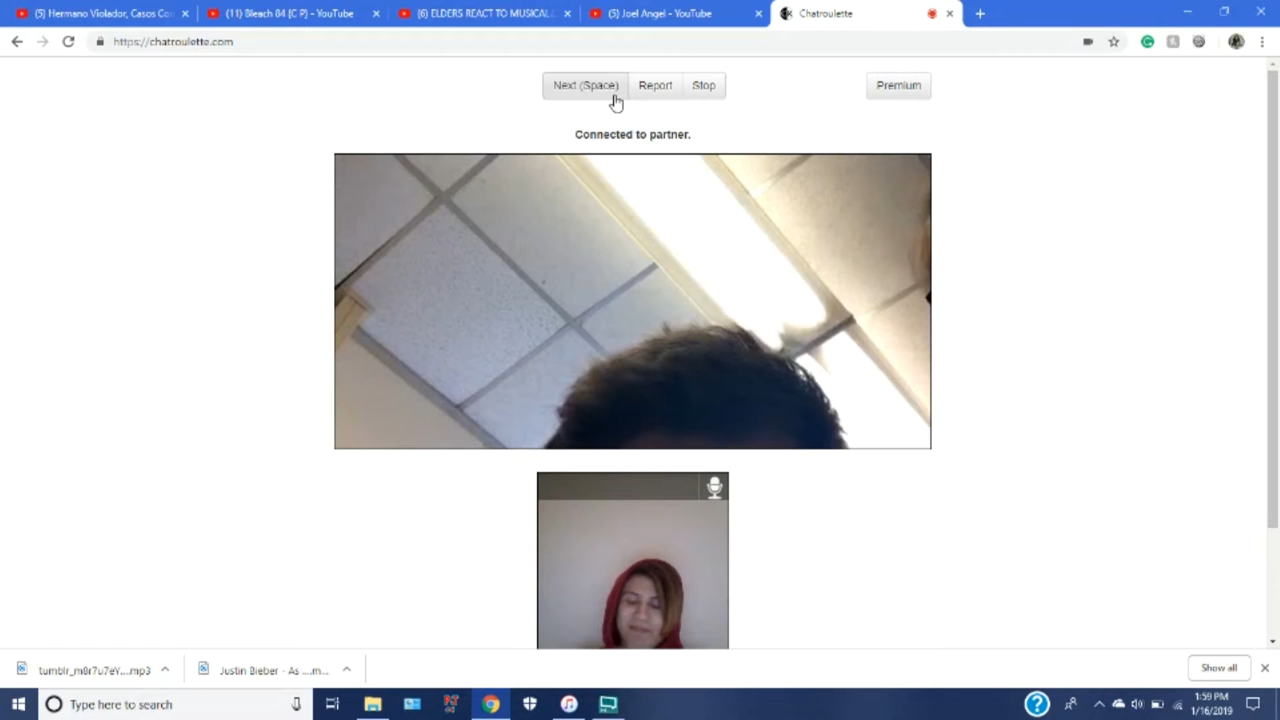 (5) Hermano Violador, Casos Co
(11) Bleach 84 [C P] - YouTube
(6) ELDERS REACT TO MUSICAL
(5) Joel Angel - YouTube
Chatroulette
https://chatroulette.com
Next (Space)
Report
Stop
Premium
Connected to partner.
tumblr_m8r7u7eY....mp3
Justin Bieber - As ....m...
Show all
Type here to search
1:59 PM
1/16/2019